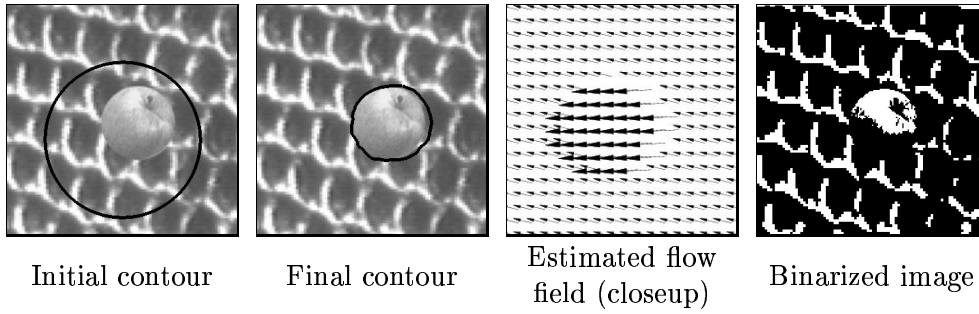 Initial contour
Final contour
Estimated flow
field (closeup)
Binarized image